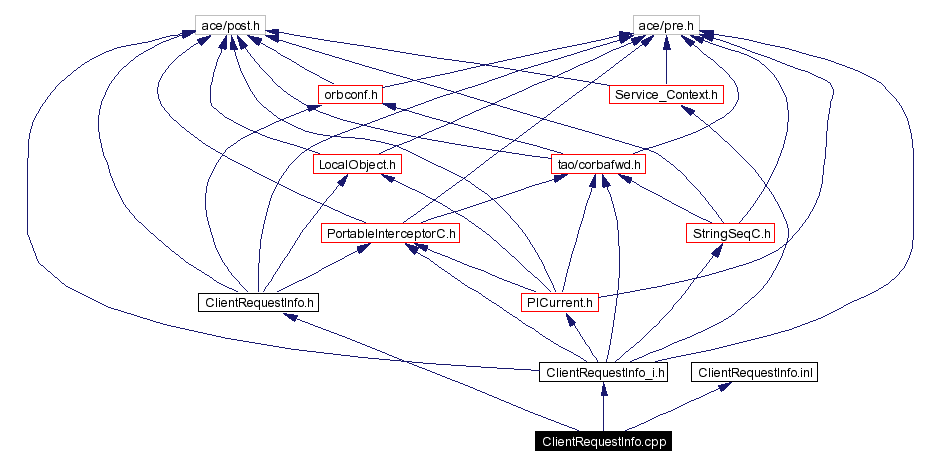 ace/post.h
ace/pre.h
orbconf.h
Service_Context.h
LocalObject.h
tao/corbafwd.h
PortableInterceptorC.h
StringSeqC.h
ClientRequestInfo.h
PICurrent.h
ClientRequestInfo_i.h
ClientRequestInfo.inl
ClientRequestInfo.cpp